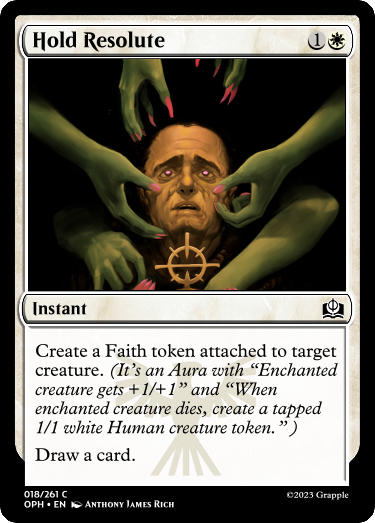 Hold Resolute 1
Instant
Create a Faith token attached to target
creature. (It's an Aura with “Enchanted
creature gets +1/+1” and “When
enchanted creature dies, create a tapped
1/1 white Human creature token.” )
Draw a card.
018/261 C
OPH • EN Anthony James Rich
©2023 Grapple